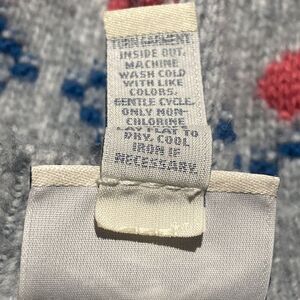 TURN GARMENT
INSIDE OUT.
MACHINE
WASH COLD
WITH LIKE
COLORS.
GENTLE CYCLE.
ONLY NON-
CHLORINE
LAY FLAT TO
DRY. COOL
IRON IF
NECESSARY.